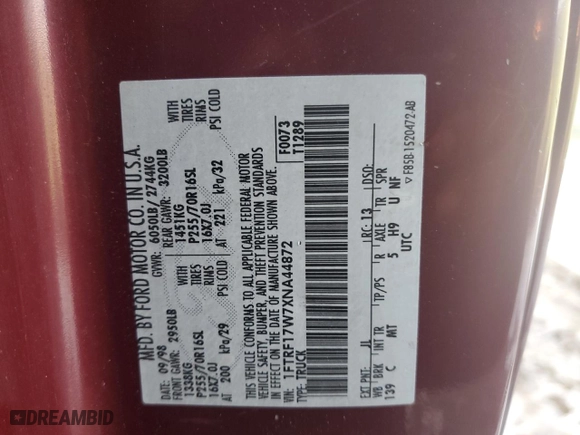 MFD. BY FORD MOTOR CO. IN U.S.A.
DATE: 09/98 GVWR: 6050LB/ 2744KG
FRONT GAWR: 2950LB REAR GAWR: 3200LB
1338KG 1451KG WITH
P255/70R16SL P255/70R16SL TIRES
16X7.0J 16X7.0J RIMS
AT 200 kPa/29 PSI COLD AT 221 kPa/32 PSI COLD
THIS VEHICLE CONFORMS TO ALL APPLICABLE FEDERAL MOTOR
VEHICLE SAFETY, BUMPER, AND THEFT PREVENTION STANDARDS
IN EFFECT ON THE DATE OF MANUFACTURE SHOWN ABOVE.
VIN: 1FTRF17W7XNA44872
TYPE: TRUCK
F0073
T1289
EXT PNT: JL RC: 13 DSO:
WB BRK INT TR TP/PS R AXLE TR SPR
139 C MT 5 H9 U NF
UTC
F85B-1520472-AB
DREAMBID